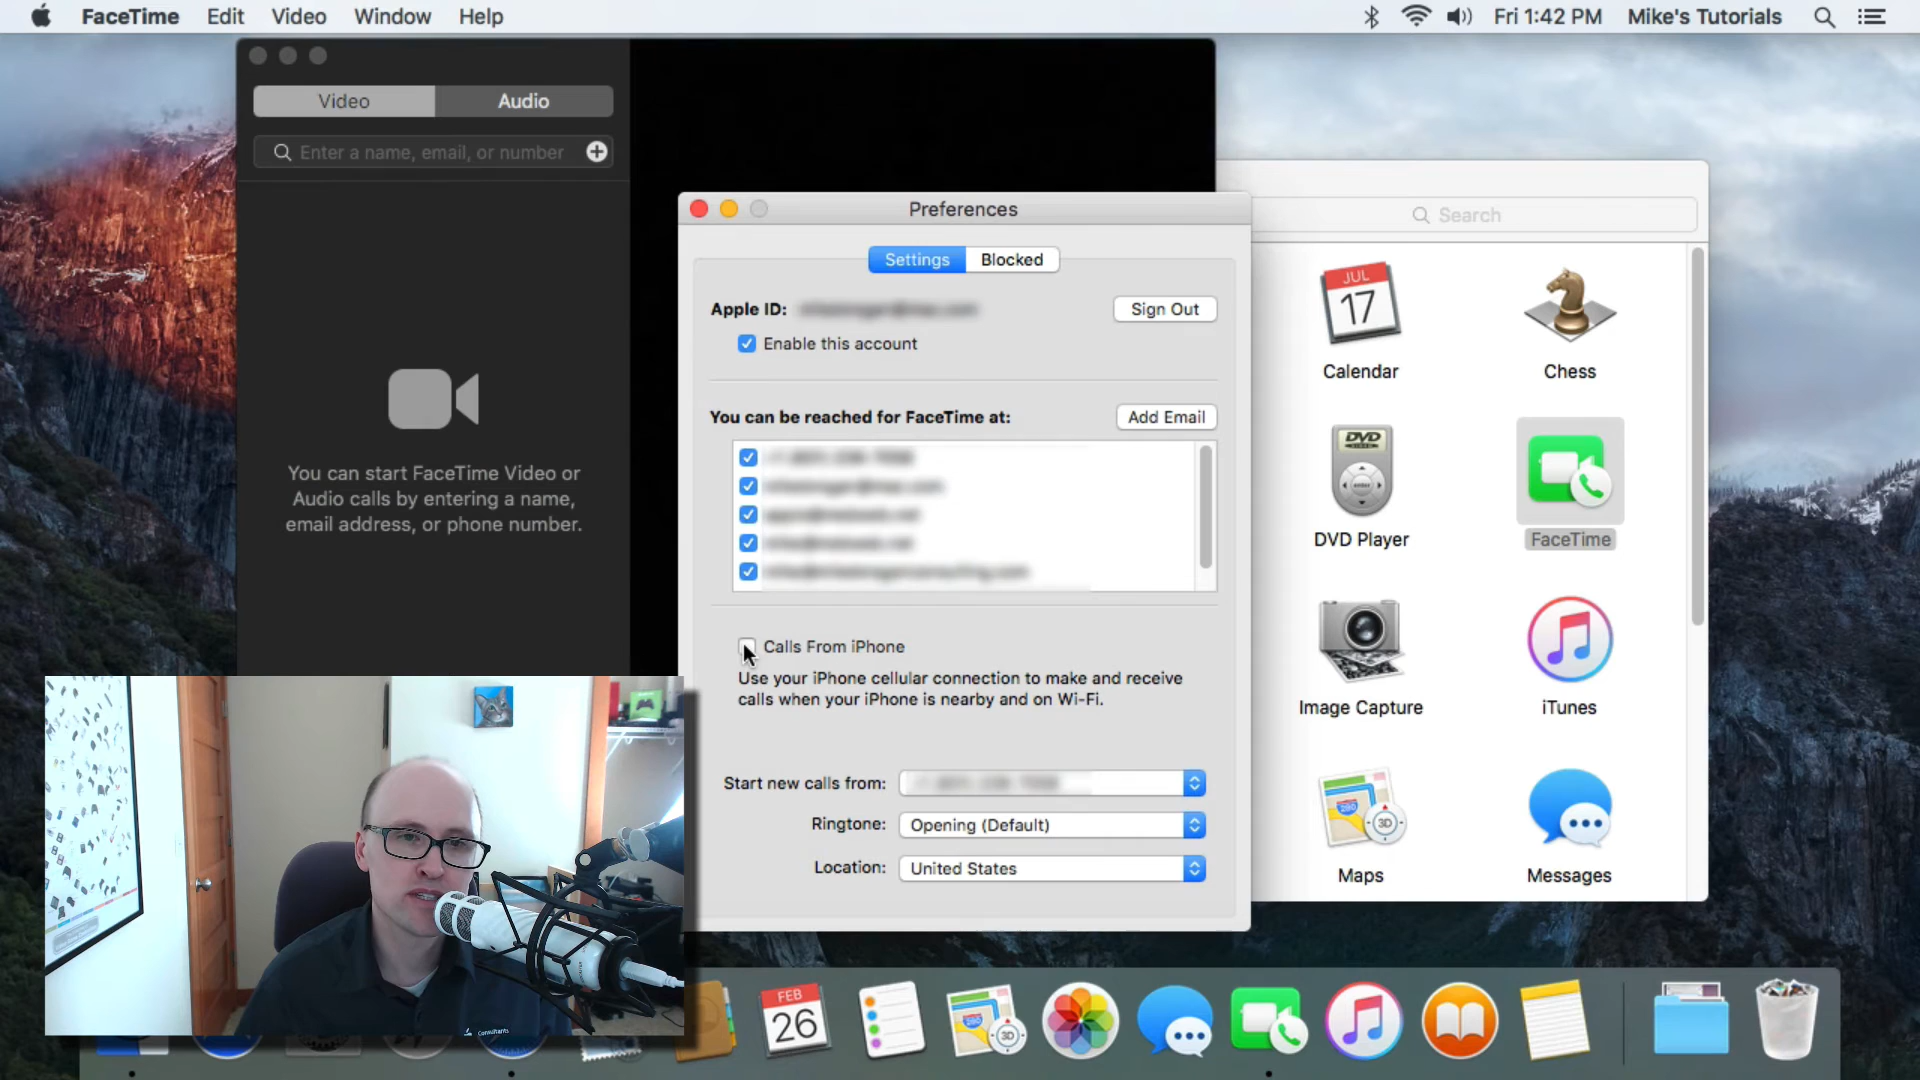 FaceTime Edit Video Window Help Fri 1:42 PM Mike's Tutorials
Video Audio
Enter a name, email, or number
You can start FaceTime Video or
Audio calls by entering a name,
email address, or phone number.
Preferences
Settings Blocked
Apple ID: Sign Out
Enable this account
You can be reached for FaceTime at: Add Email
Calls From iPhone
Use your iPhone cellular connection to make and receive
calls when your iPhone is nearby and on Wi-Fi.
Start new calls from:
Ringtone: Opening (Default)
Location: United States
Search
JUL
17
Calendar Chess
DVD
DVD Player FaceTime
Image Capture iTunes
280
3D
Maps Messages
Consultants
FEB
26
280
3D